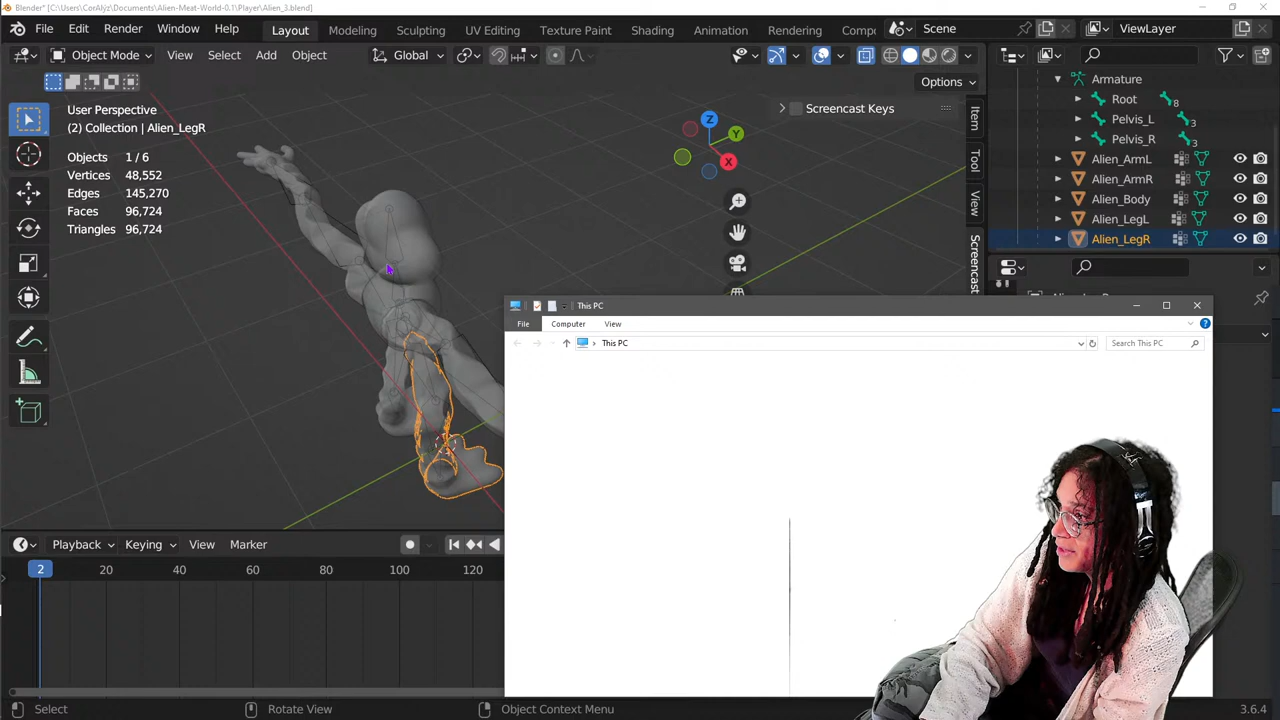 Blender* [C:\Users\CorAlyz\Documents\Alien-Meat-World-0.1\Player\Alien_3.blend]
File Edit Render Window Help Layout Modeling Sculpting UV Editing Texture Paint Shading Animation Rendering Comp Scene ViewLayer
Object Mode View Select Add Object Global
Options
User Perspective
(2) Collection | Alien_LegR
Objects 1 / 6
Vertices 48,552
Edges 145,270
Faces 96,724
Triangles 96,724
Screencast Keys
Z
Y
X
Item
Tool
View
Screencast
Armature
Root 8
Pelvis_L 3
Pelvis_R 3
Alien_ArmL
Alien_ArmR
Alien_Body
Alien_LegL
Alien_LegR
This PC
File Computer View
This PC
Search This PC
Playback Keying View Marker
2 20 40 60 80 100 120
Select Rotate View Object Context Menu 3.6.4